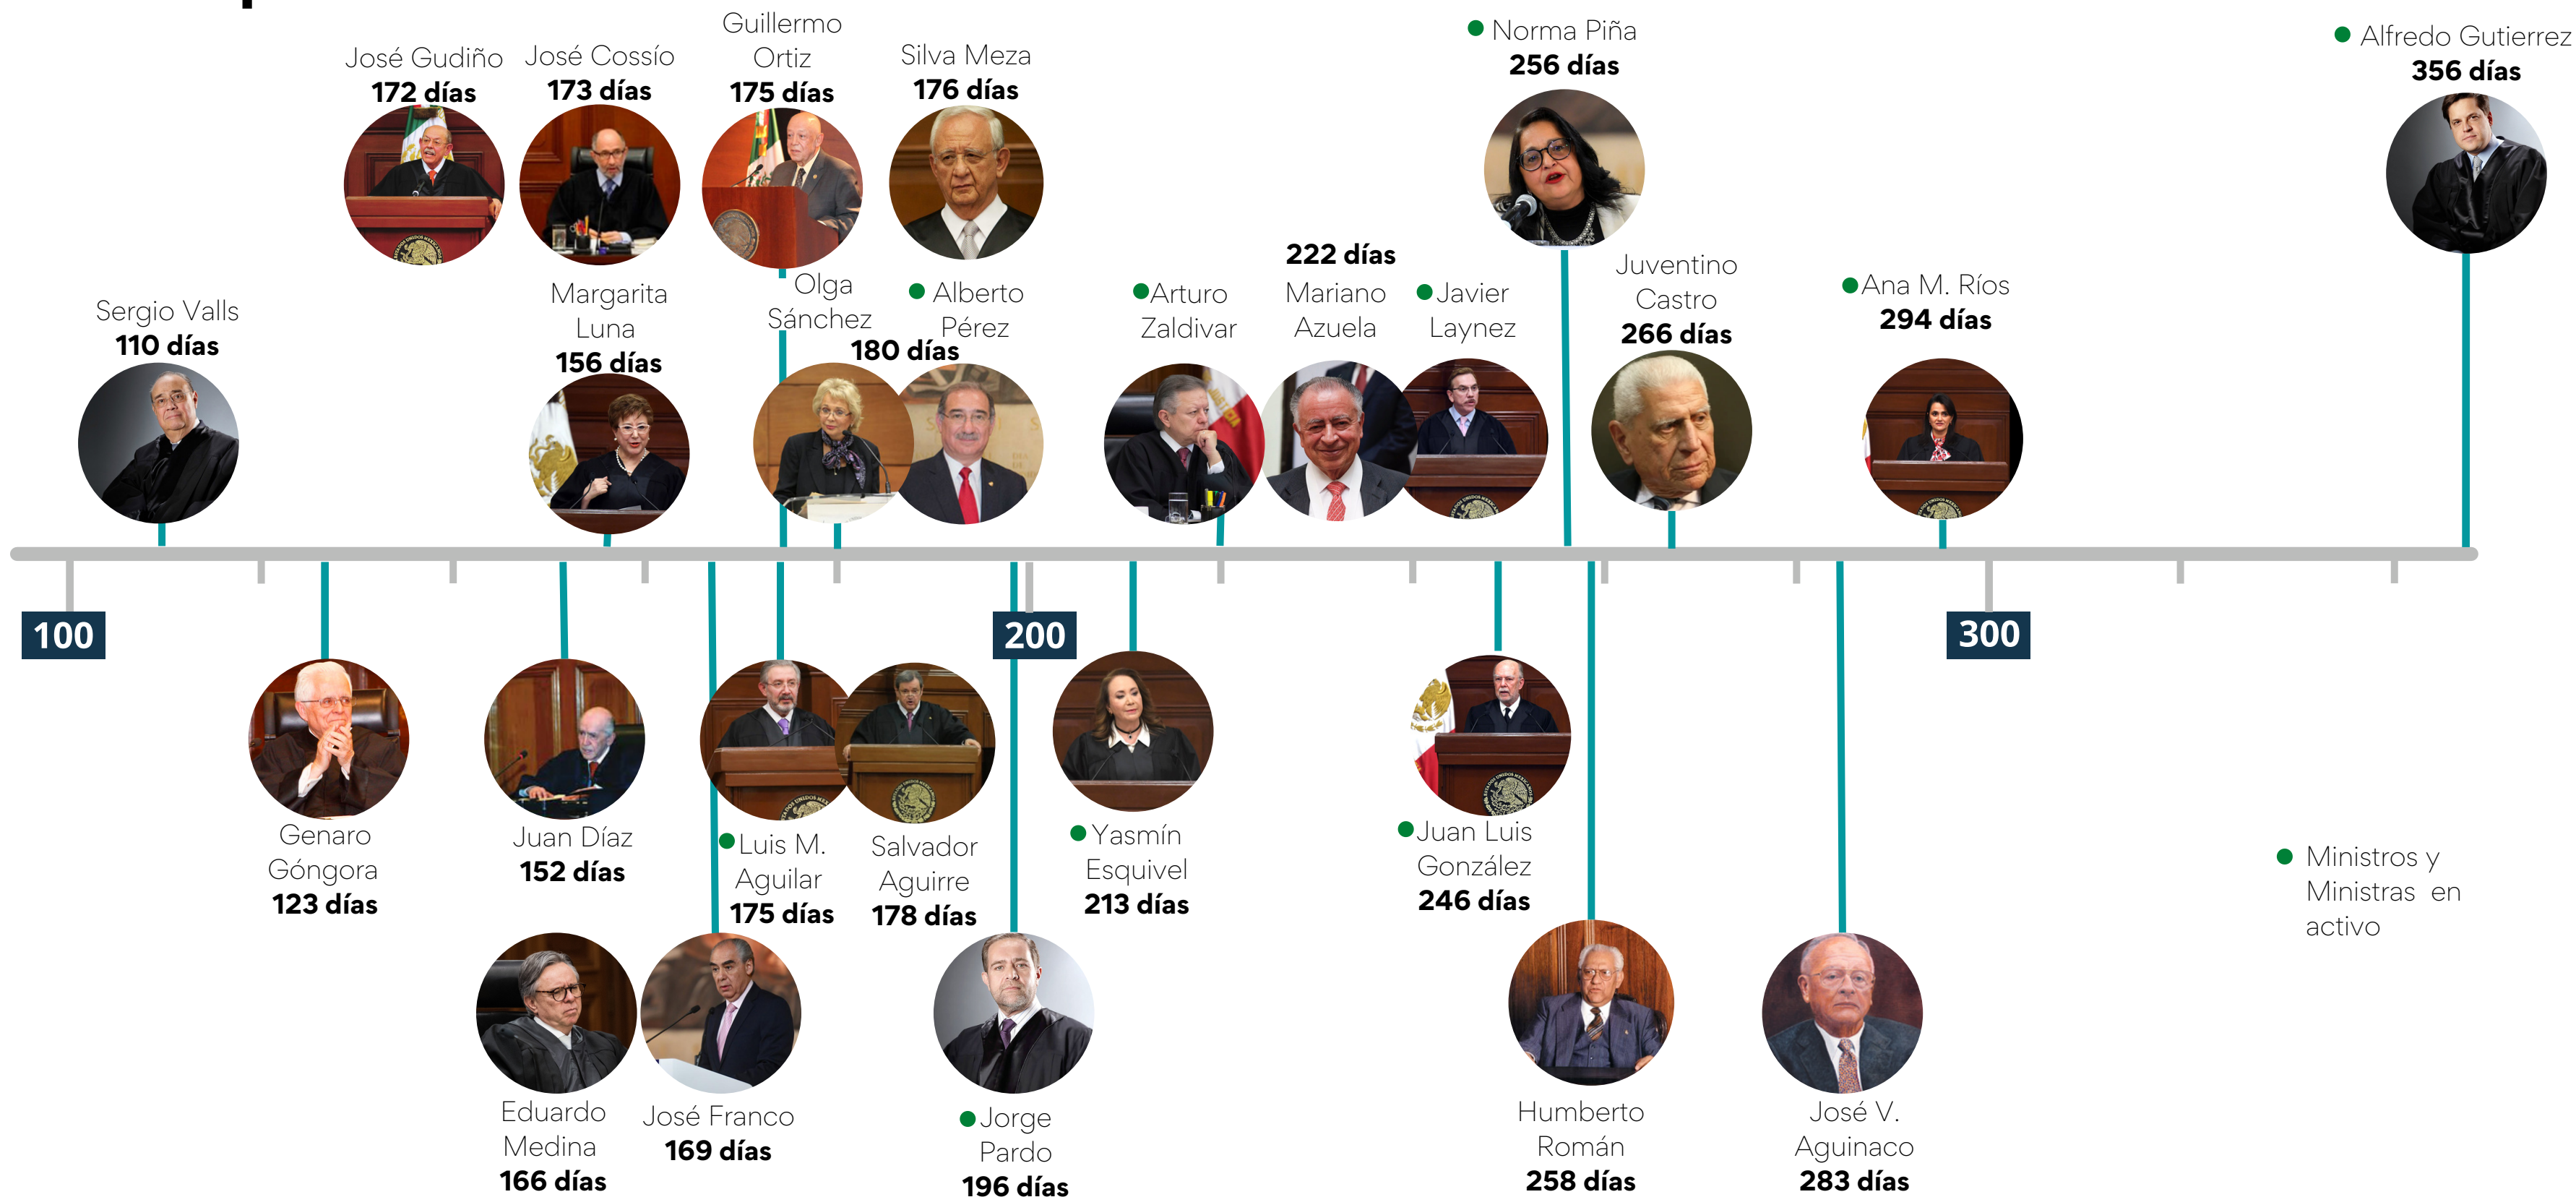 José Gudiño
172 días
José Cossío
173 días
Guillermo
Ortiz
175 días
Silva Meza
176 días
Norma Piña
256 días
Alfredo Gutierrez
356 días
Sergio Valls
110 días
Margarita
Luna
156 días
Olga
Sánchez
Alberto
Pérez
180 días
Arturo
Zaldivar
222 días
Mariano
Azuela
Javier
Laynez
Juventino
Castro
266 días
Ana M. Ríos
294 días
100
200
300
Genaro
Góngora
123 días
Juan Díaz
152 días
Luis M.
Aguilar
175 días
Salvador
Aguirre
178 días
Yasmín
Esquivel
213 días
Juan Luis
González
246 días
Ministros y
Ministras en
activo
Eduardo
Medina
166 días
José Franco
169 días
Jorge
Pardo
196 días
Humberto
Román
258 días
José V.
Aguinaco
283 días